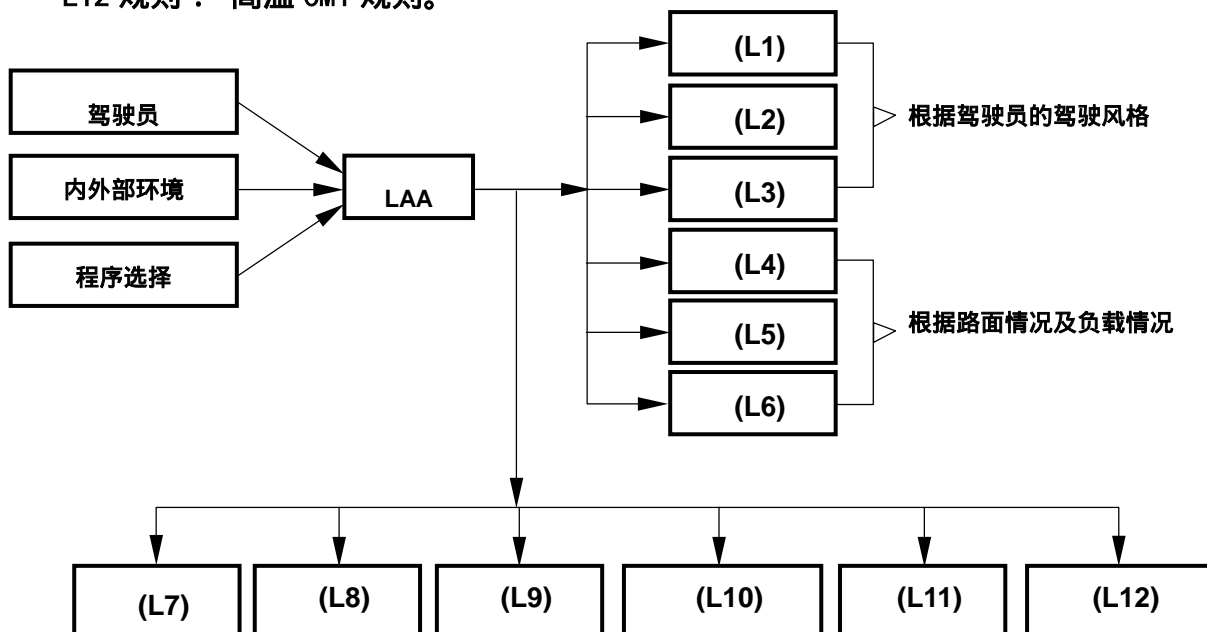 L12 规则: 高温 GMT 规则。
(L1)
驾驶员
(L2)
根据驾驶员的驾驶风格
内外部环境
LAA
(L3)
程序选择
(L4)
(L5)
根据路面情况及负载情况
(L6)
(L7)
(L8)
(L9)
(L10)
(L11)
(L12)